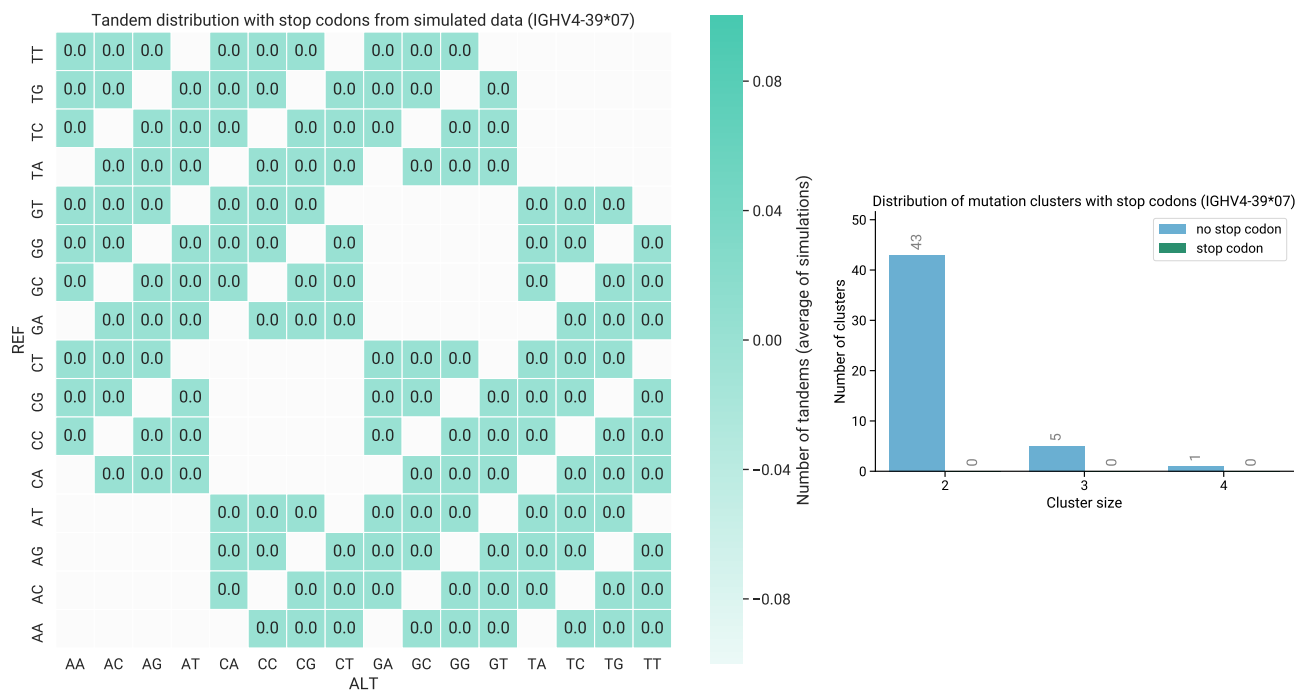 Tandem distribution with stop codons from simulated data (IGHV4-39*07)
TT 0.0 0.0 0.0 0.0 0.0 0.0 0.0 0.0 0.0
TG 0.0 0.0 0.0 0.0 0.0 0.0 0.0 0.0 0.0
TC 0.0 0.0 0.0 0.0 0.0 0.0 0.0 0.0 0.0
TA 0.0 0.0 0.0 0.0 0.0 0.0 0.0 0.0 0.0
GT 0.0 0.0 0.0 0.0 0.0 0.0 0.0 0.0 0.0
GG 0.0 0.0 0.0 0.0 0.0 0.0 0.0 0.0 0.0
GC 0.0 0.0 0.0 0.0 0.0 0.0 0.0 0.0 0.0
GA 0.0 0.0 0.0 0.0 0.0 0.0 0.0 0.0 0.0
CT 0.0 0.0 0.0 0.0 0.0 0.0 0.0 0.0 0.0
CG 0.0 0.0 0.0 0.0 0.0 0.0 0.0 0.0 0.0
CC 0.0 0.0 0.0 0.0 0.0 0.0 0.0 0.0 0.0
CA 0.0 0.0 0.0 0.0 0.0 0.0 0.0 0.0 0.0
AT 0.0 0.0 0.0 0.0 0.0 0.0 0.0 0.0 0.0
AG 0.0 0.0 0.0 0.0 0.0 0.0 0.0 0.0 0.0
AC 0.0 0.0 0.0 0.0 0.0 0.0 0.0 0.0 0.0
AA 0.0 0.0 0.0 0.0 0.0 0.0 0.0 0.0 0.0
REF
AA AC AG AT CA CC CG CT GA GC GG GT TA TC TG TT
ALT
0.08
0.04
0.00
−0.04
−0.08
Number of tandems (average of simulations)
Distribution of mutation clusters with stop codons (IGHV4-39*07)
no stop codon
stop codon
50
40
30
20
10
0
Number of clusters
43 0 5 0 1 0
2 3 4
Cluster size